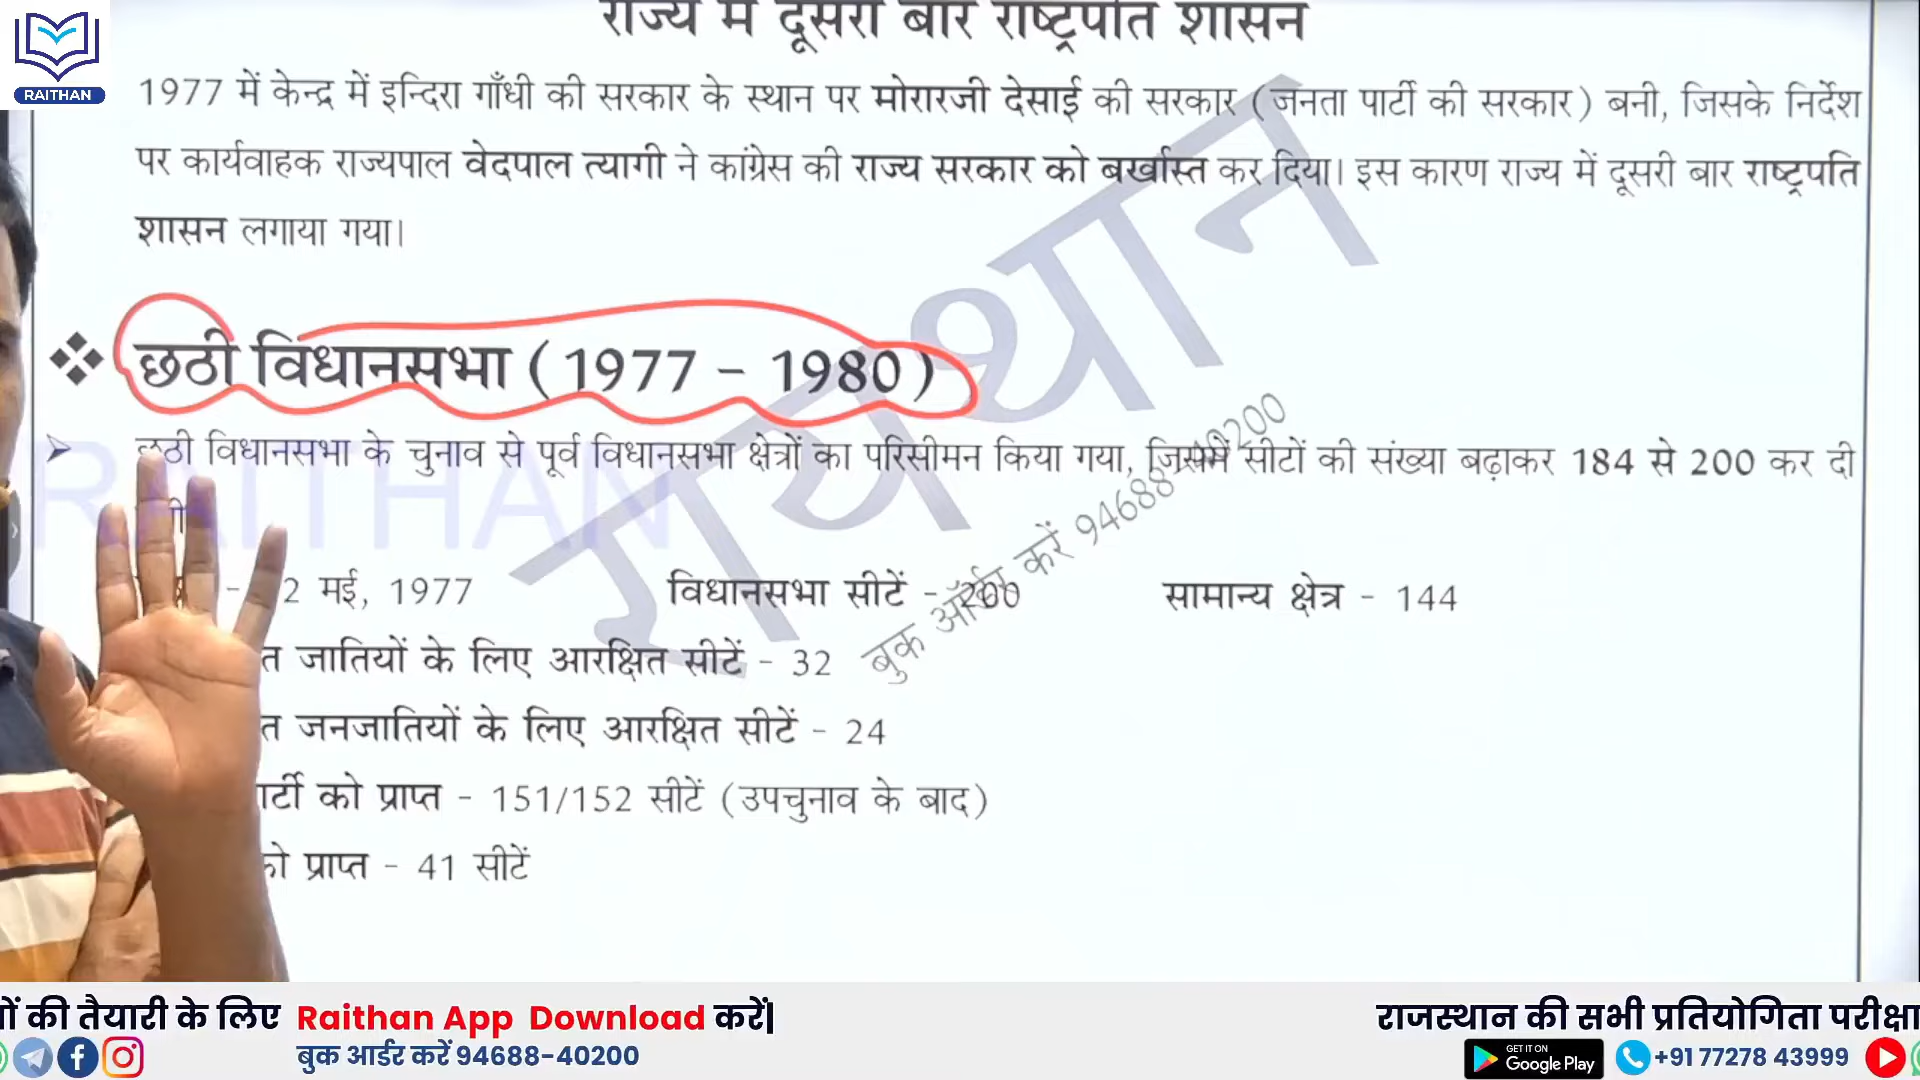 RAITHAN
राज्य में दूसरी बार राष्ट्रपति शासन
1977 में केन्द्र में इन्दिरा गाँधी की सरकार के स्थान पर मोरारजी देसाई की सरकार (जनता पार्टी की सरकार) बनी, जिसके निर्देश
पर कार्यवाहक राज्यपाल वेदपाल त्यागी ने कांग्रेस की राज्य सरकार को बर्खास्त कर दिया। इस कारण राज्य में दूसरी बार राष्ट्रपति
शासन लगाया गया।
❖ छठी विधानसभा (1977 – 1980)
➢ छठी विधानसभा के चुनाव से पूर्व विधानसभा क्षेत्रों का परिसीमन किया गया, जिसमें सीटों की संख्या बढ़ाकर 184 से 200 कर दी
- 2 मई, 1977 विधानसभा सीटें - 200 सामान्य क्षेत्र - 144
त जातियों के लिए आरक्षित सीटें - 32
त जनजातियों के लिए आरक्षित सीटें - 24
र्टी को प्राप्त - 151/152 सीटें (उपचुनाव के बाद)
को प्राप्त - 41 सीटें
RAITHAN
रायथान
बुक ऑर्डर करें 94688-40200
ों की तैयारी के लिए Raithan App Download करें|
बुक आर्डर करें 94688-40200
राजस्थान की सभी प्रतियोगिता परीक्षा
GET IT ON
Google Play
+91 77278 43999